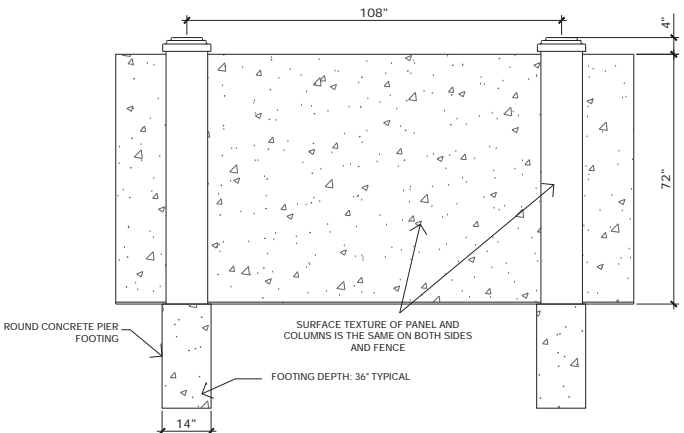 108"
4"
72"
ROUND CONCRETE PIER
FOOTING
SURFACE TEXTURE OF PANEL AND
COLUMNS IS THE SAME ON BOTH SIDES
AND FENCE
FOOTING DEPTH: 36" TYPICAL
14"